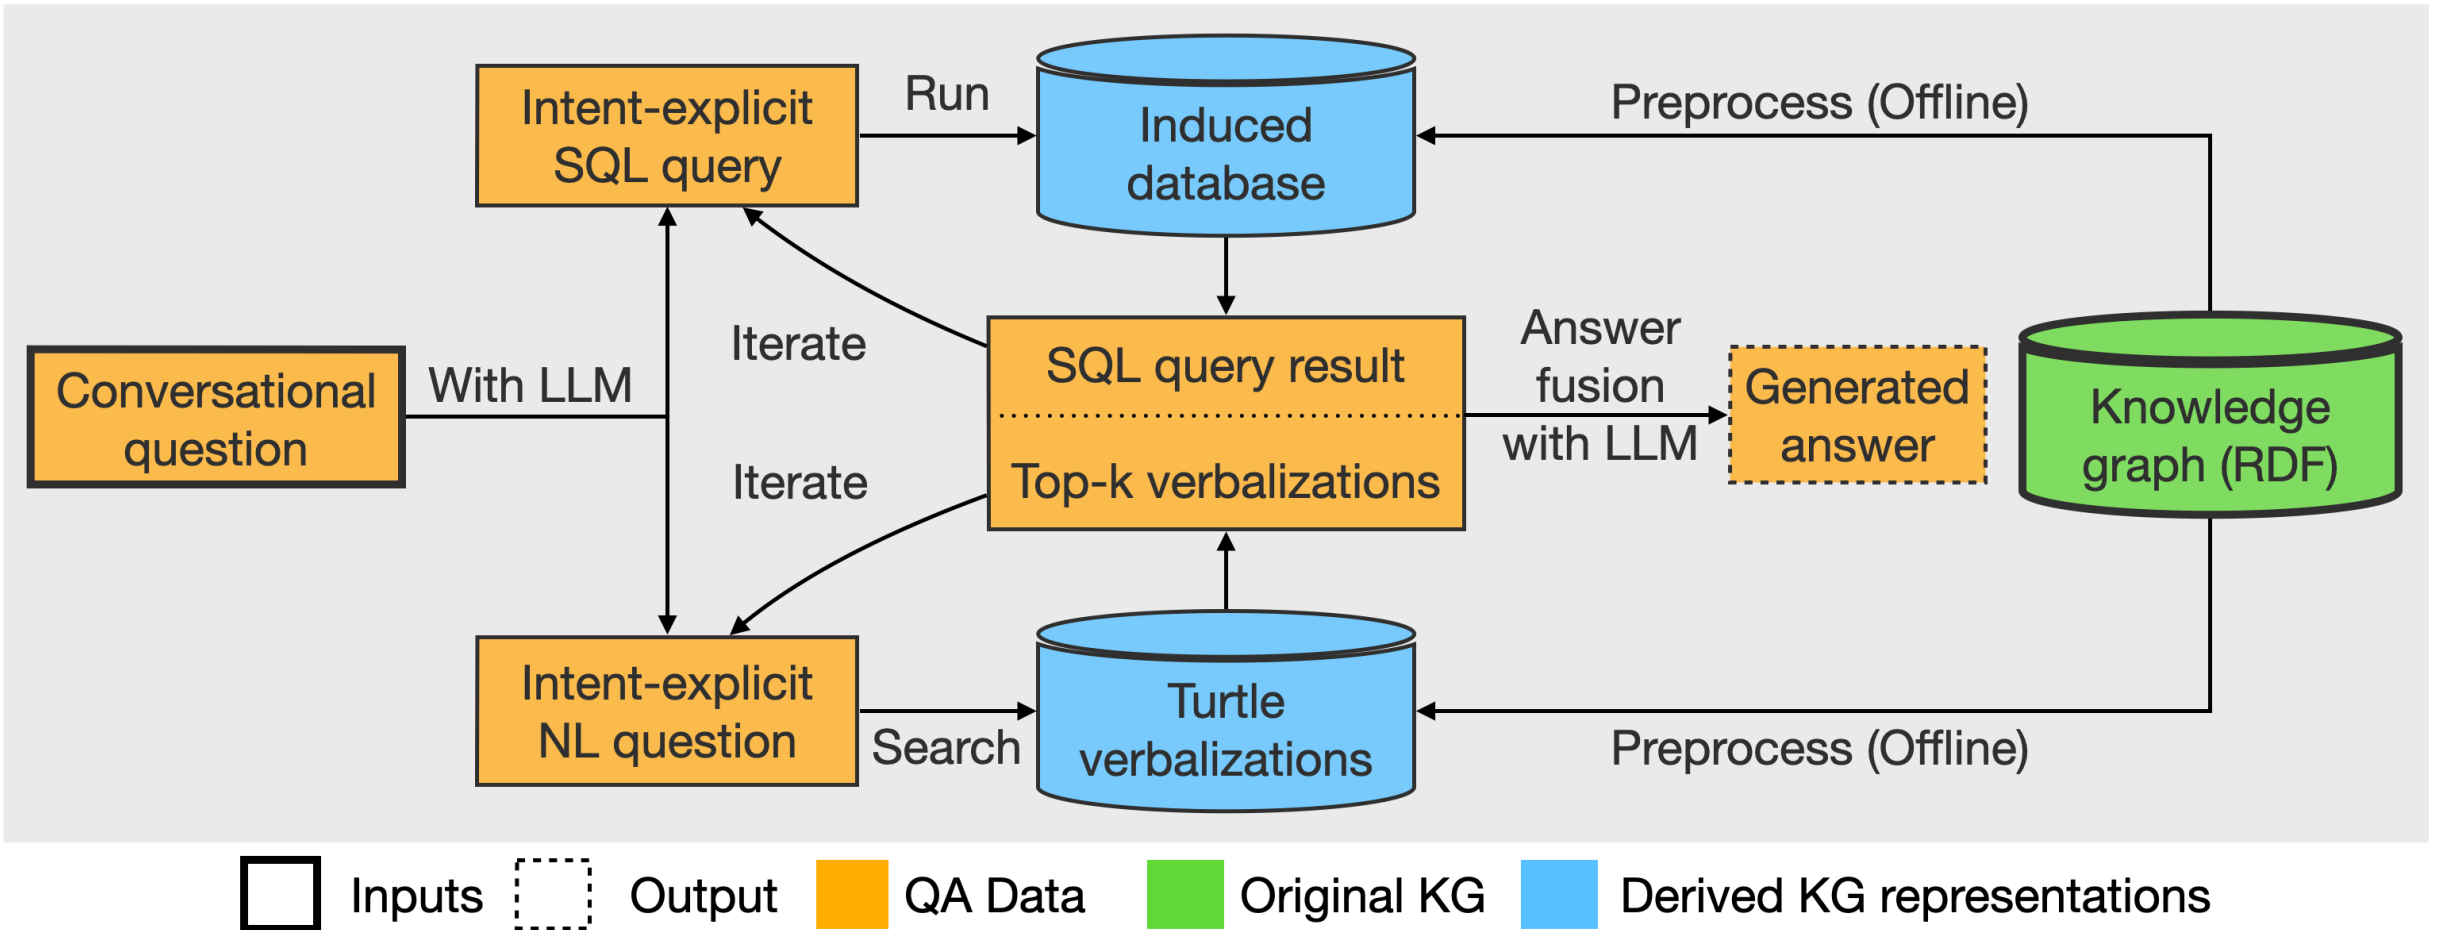 Intent-explicit
SQL query
Run
Induced
database
Preprocess (Offline)
Conversational
question
With LLM
Iterate
Iterate
SQL query result
Top-k verbalizations
Answer
fusion
with LLM
Generated
answer
Knowledge
graph (RDF)
Intent-explicit
NL question
Search
Turtle
verbalizations
Preprocess (Offline)
Inputs
Output
QA Data
Original KG
Derived KG representations